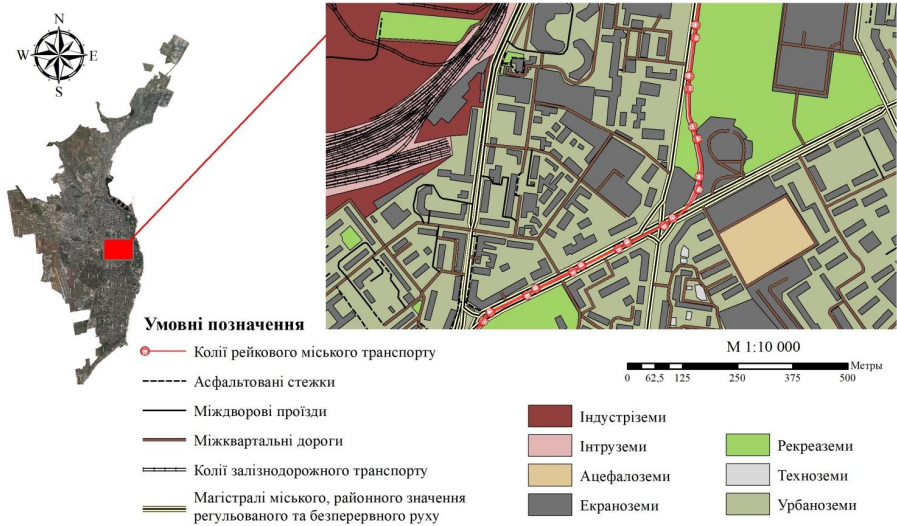 N
W E
S
Умовні позначення
Колії рейкового міського транспорту
Асфальтовані стежки
Міждворові проїзди
Міжквартальні дороги
Колії залізнодорожного транспорту
Магістралі міського, районного значення
регульованого та безперервного руху
М 1:10 000
Метры
0 62,5 125 250 375 500
Індустріземи
Інтруземи
Ацефалоземи
Екраноземи
Рекреаземи
Техноземи
Урбаноземи